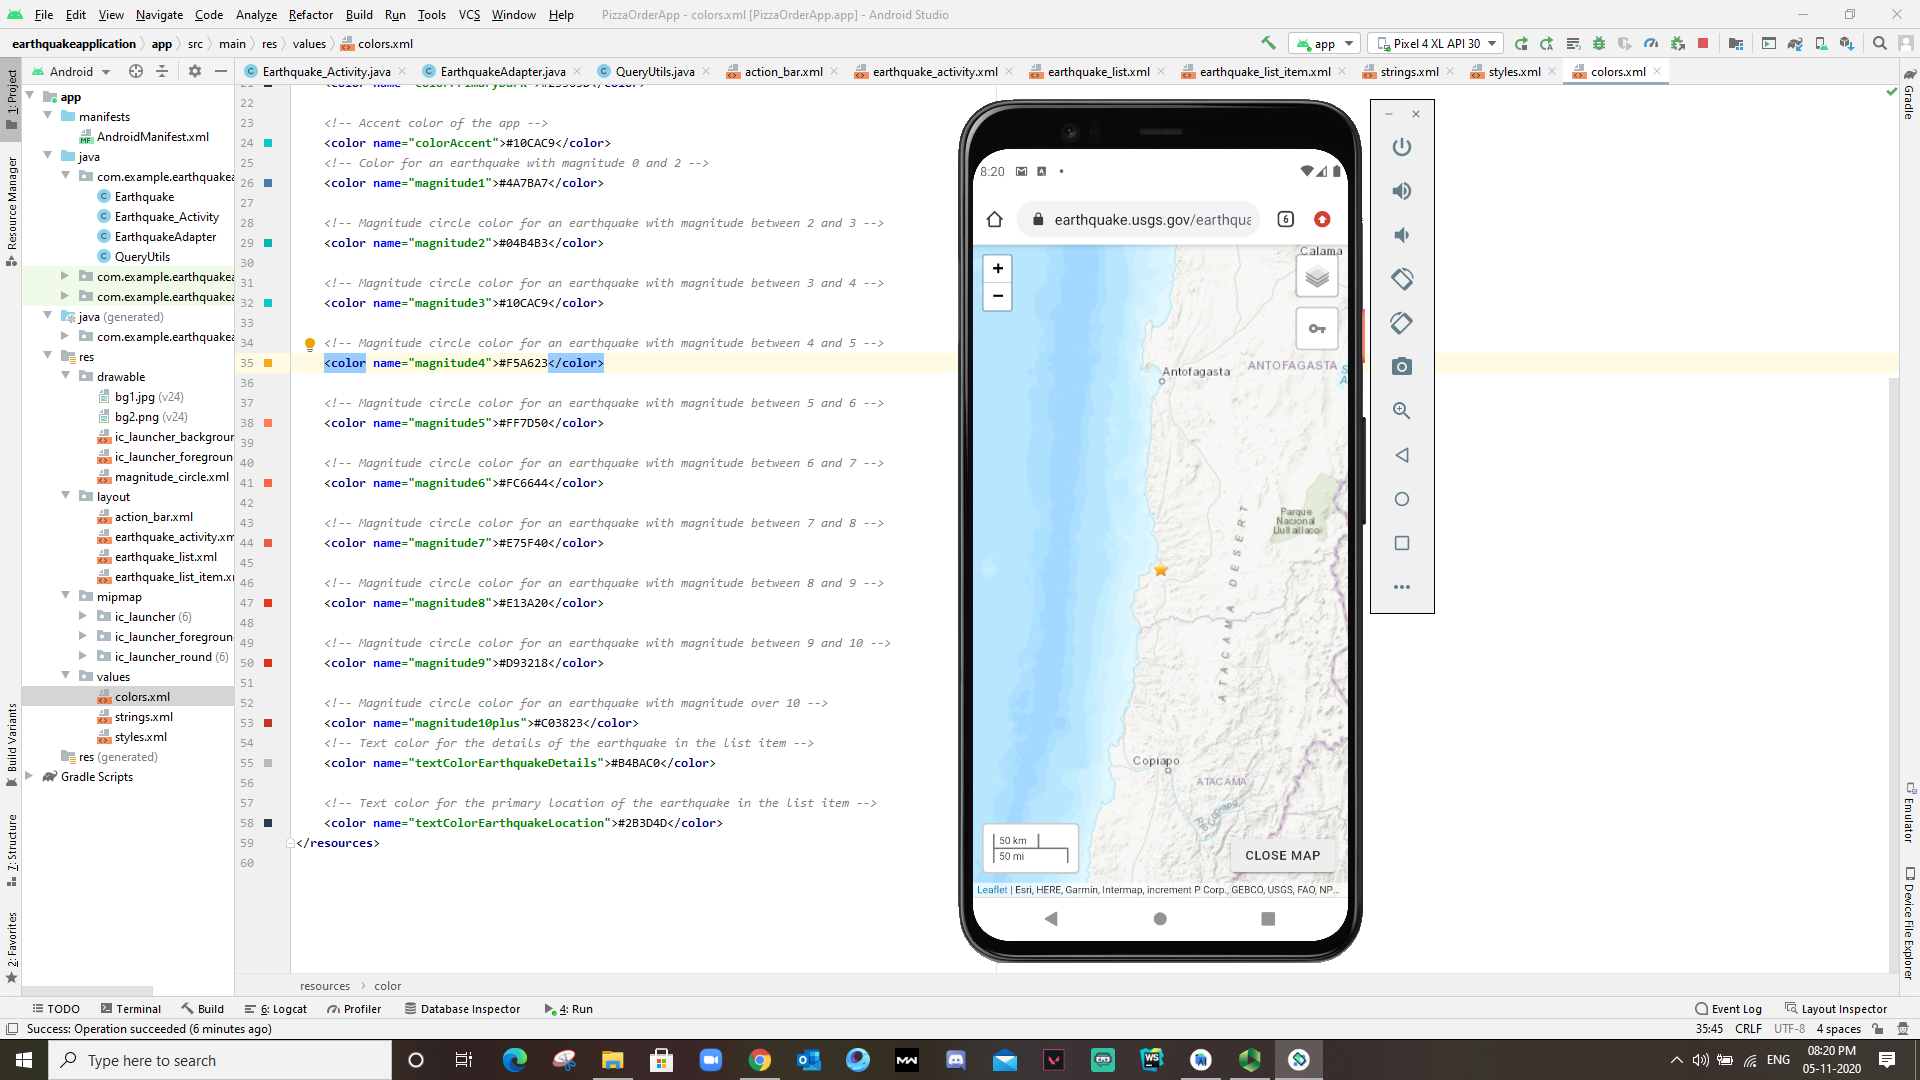 File Edit View Navigate Code Analyze Refactor Build Run Tools VCS Window Help PizzaOrderApp - colors.xml [PizzaOrderApp.app] - Android Studio
earthquakeapplication app src main res values colors.xml
app Pixel 4 XL API 30
Android
Earthquake_Activity.java EarthquakeAdapter.java QueryUtils.java action_bar.xml earthquake_activity.xml earthquake_list.xml earthquake_list_item.xml strings.xml styles.xml colors.xml
1: Project
Resource Manager
Build Variants
7: Structure
2: Favorites
app
manifests
AndroidManifest.xml
java
com.example.earthquakea
Earthquake
Earthquake_Activity
EarthquakeAdapter
QueryUtils
com.example.earthquakea
com.example.earthquakea
java (generated)
com.example.earthquakea
res
drawable
bg1.jpg (v24)
bg2.png (v24)
ic_launcher_backgroun
ic_launcher_foregroun
magnitude_circle.xml
layout
action_bar.xml
earthquake_activity.xm
earthquake_list.xml
earthquake_list_item.xm
mipmap
ic_launcher (6)
ic_launcher_foregroun
ic_launcher_round (6)
values
colors.xml
strings.xml
styles.xml
res (generated)
Gradle Scripts
22
23 <!-- Accent color of the app -->
24 <color name="colorAccent">#10CAC9</color>
25 <!-- Color for an earthquake with magnitude 0 and 2 -->
26 <color name="magnitude1">#4A7BA7</color>
27
28 <!-- Magnitude circle color for an earthquake with magnitude between 2 and 3 -->
29 <color name="magnitude2">#04B4B3</color>
30
31 <!-- Magnitude circle color for an earthquake with magnitude between 3 and 4 -->
32 <color name="magnitude3">#10CAC9</color>
33
34 <!-- Magnitude circle color for an earthquake with magnitude between 4 and 5 -->
35 <color name="magnitude4">#F5A623</color>
36
37 <!-- Magnitude circle color for an earthquake with magnitude between 5 and 6 -->
38 <color name="magnitude5">#FF7D50</color>
39
40 <!-- Magnitude circle color for an earthquake with magnitude between 6 and 7 -->
41 <color name="magnitude6">#FC6644</color>
42
43 <!-- Magnitude circle color for an earthquake with magnitude between 7 and 8 -->
44 <color name="magnitude7">#E75F40</color>
45
46 <!-- Magnitude circle color for an earthquake with magnitude between 8 and 9 -->
47 <color name="magnitude8">#E13A20</color>
48
49 <!-- Magnitude circle color for an earthquake with magnitude between 9 and 10 -->
50 <color name="magnitude9">#D93218</color>
51
52 <!-- Magnitude circle color for an earthquake with magnitude over 10 -->
53 <color name="magnitude10plus">#C03823</color>
54 <!-- Text color for the details of the earthquake in the list item -->
55 <color name="textColorEarthquakeDetails">#B4BAC0</color>
56
57 <!-- Text color for the primary location of the earthquake in the list item -->
58 <color name="textColorEarthquakeLocation">#2B3D4D</color>
59 </resources>
60
resources color
8:20
earthquake.usgs.gov/earthqua
6
+
−
Calama
Antofagasta
ANTOFAGASTA
Parque
Nacional
Llullaillaco
ATACAMA DESERT
Copiapo
ATACAMA
Rio Copiapo
50 km
50 mi
CLOSE MAP
Leaflet | Esri, HERE, Garmin, Intermap, increment P Corp., GEBCO, USGS, FAO, NP...
Gradle
Emulator
Device File Explorer
TODO Terminal Build 6: Logcat Profiler Database Inspector 4: Run Event Log Layout Inspector
Success: Operation succeeded (6 minutes ago) 35:45 CRLF UTF-8 4 spaces
Type here to search
ENG
08:20 PM
05-11-2020